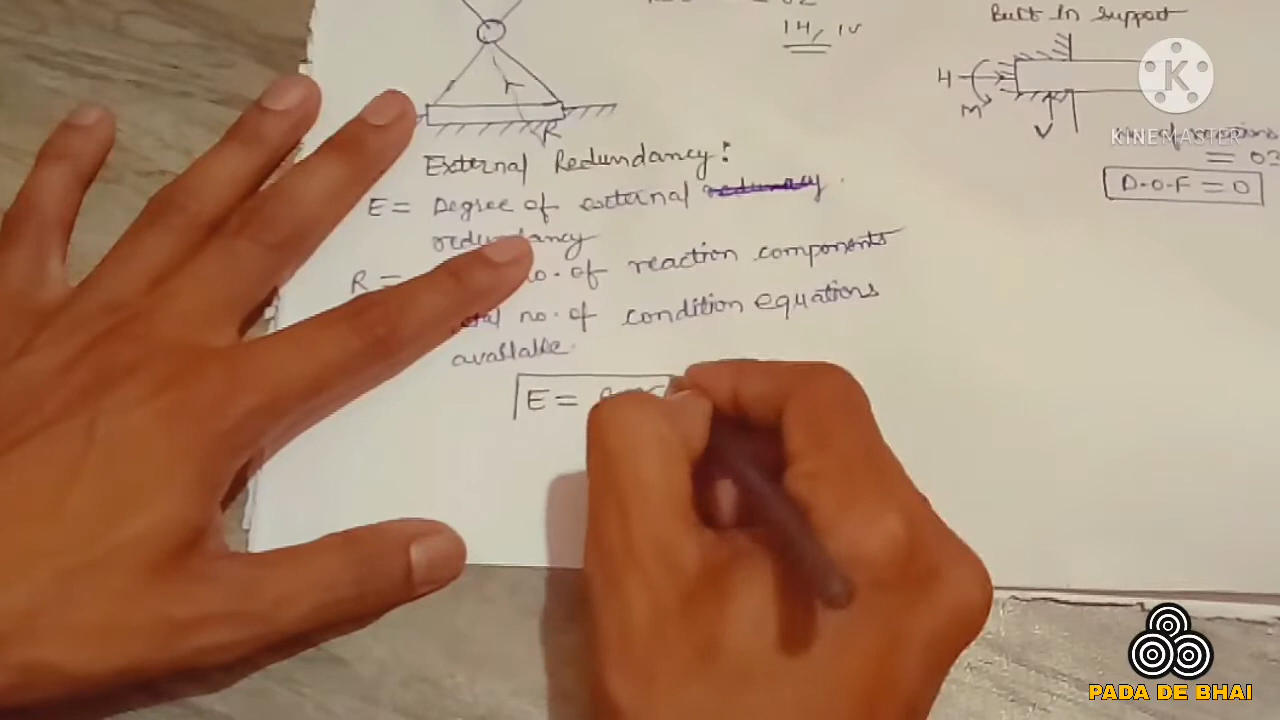 Built In Support
14/10
H
M
V
KINEMASTER
= 03
D.O.F = 0
R
External Redundancy:
E = Degree of external
redundancy
R = no. of reaction components
no. of condition equations
available.
E =
PADA DE BHAI